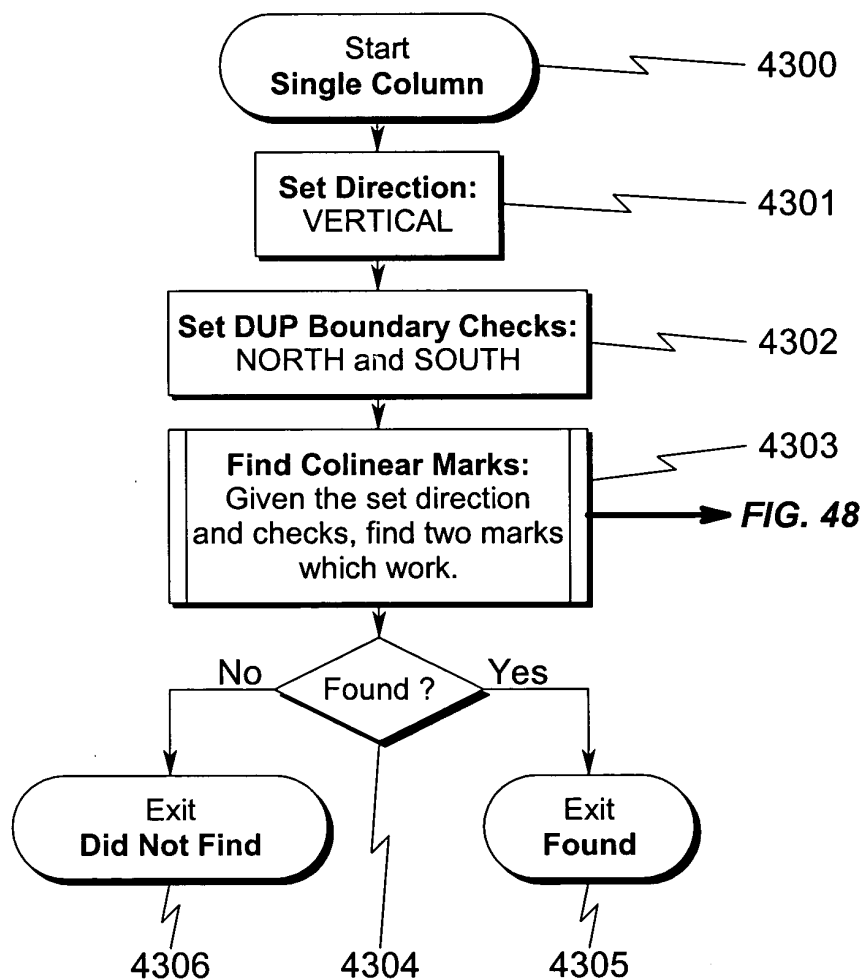 Start
Single Column
4300
Set Direction:
VERTICAL
4301
Set DUP Boundary Checks:
NORTH and SOUTH
4302
Find Colinear Marks:
Given the set direction
and checks, find two marks
which work.
4303
FIG. 48
No
Found ?
Yes
Exit
Did Not Find
Exit
Found
4306
4304
4305